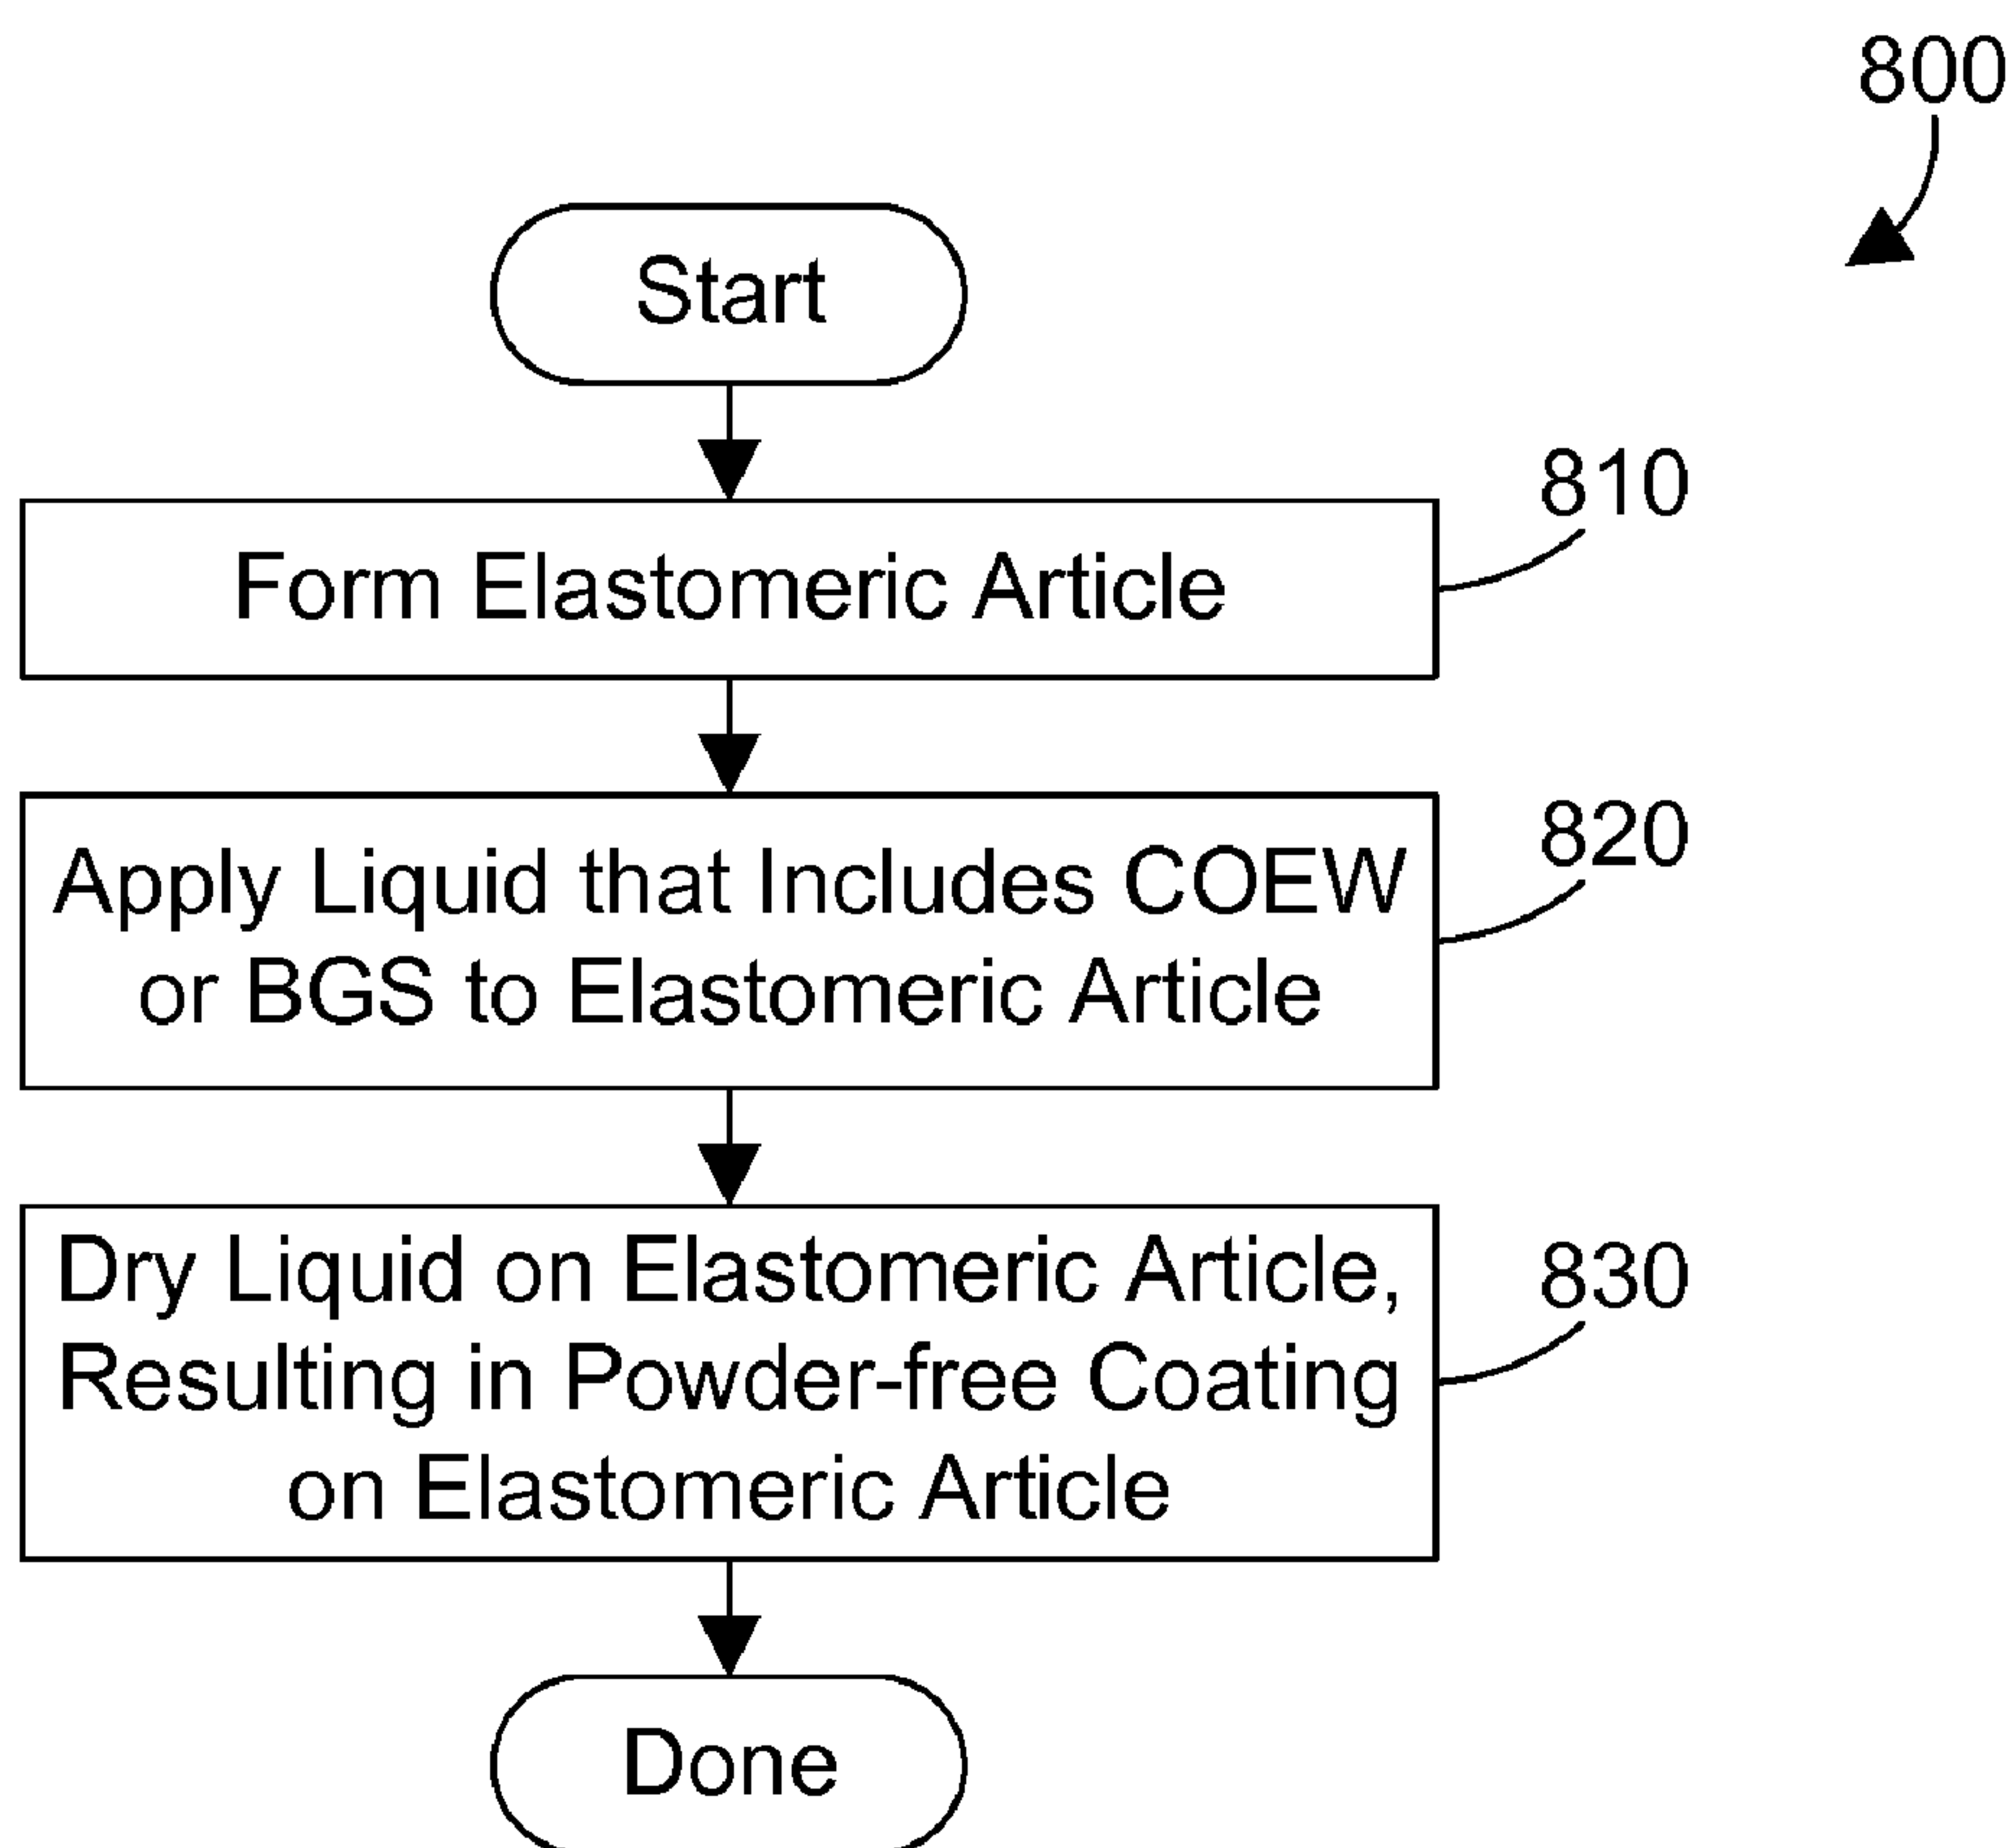 800
Start
810
Form Elastomeric Article
820
Apply Liquid that Includes COEW
or BGS to Elastomeric Article
830
Dry Liquid on Elastomeric Article,
Resulting in Powder-free Coating
on Elastomeric Article
Done